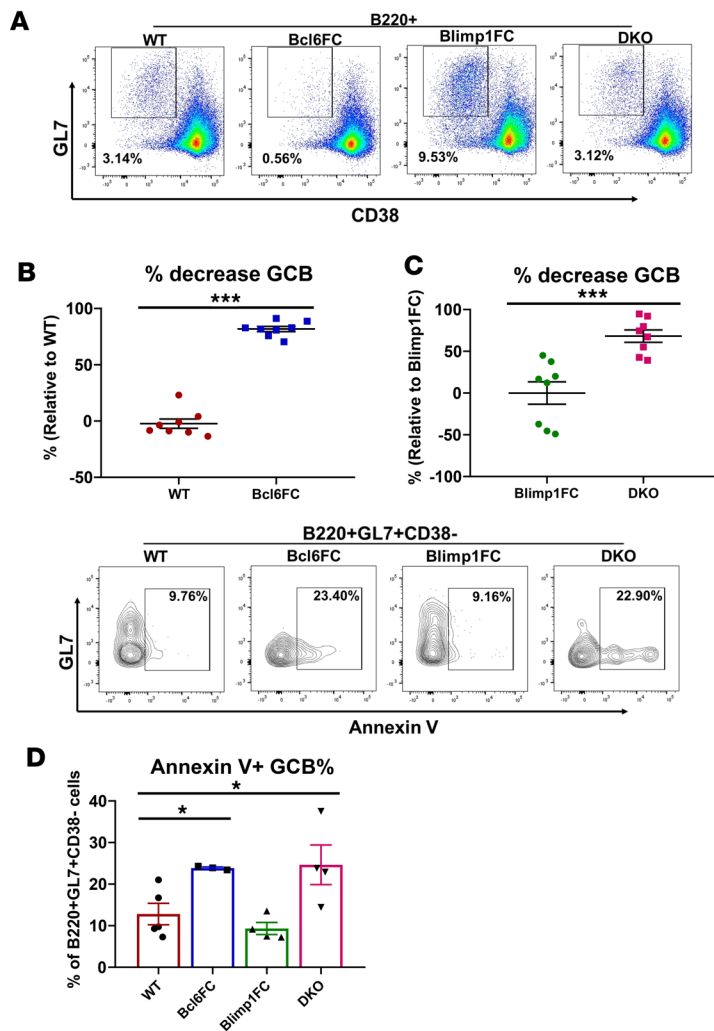 A
B220+
WT Bcl6FC Blimp1FC DKO
GL7
3.14% 0.56% 9.53% 3.12%
CD38
B
% decrease GCB
***
% (Relative to WT)
100
50
0
-50
WT Bcl6FC
C
% decrease GCB
***
% (Relative to Blimp1FC)
100
50
0
-50
-100
Blimp1FC DKO
B220+GL7+CD38-
WT Bcl6FC Blimp1FC DKO
9.76% 23.40% 9.16% 22.90%
GL7
Annexin V
D
Annexin V+ GCB%
*
*
% of B220+GL7+CD38- cells
40
30
20
10
0
WT Bcl6FC Blimp1FC DKO